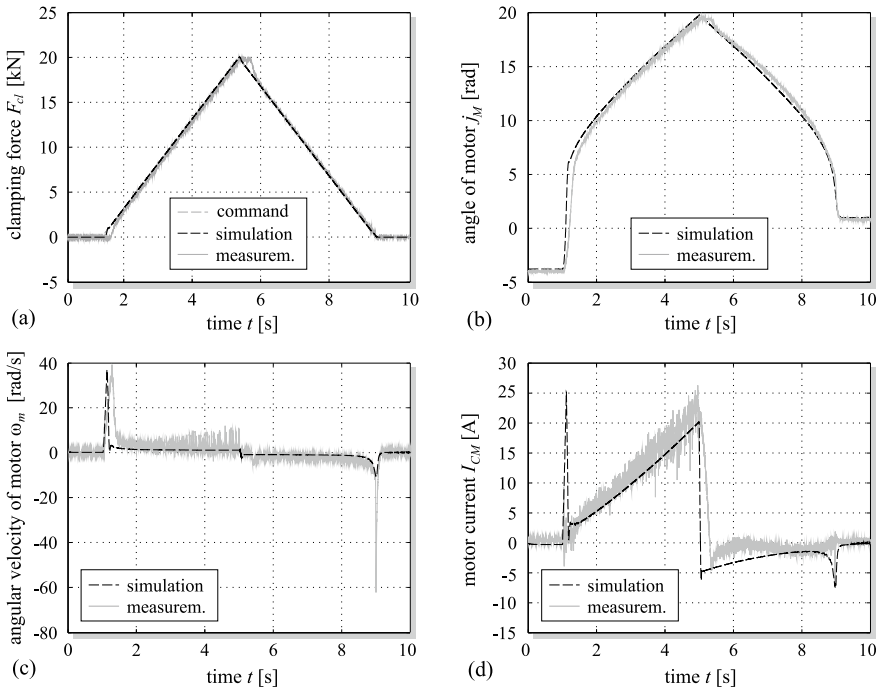 25
20
15
10
5
0
-5
clamping force F_cl [kN]
command
simulation
measurem.
0 2 4 6 8 10
time t [s]
(a)
20
15
10
5
0
-5
angle of motor j_M [rad]
simulation
measurem.
0 2 4 6 8 10
time t [s]
(b)
40
20
0
-20
-40
-60
-80
angular velocity of motor ω_m [rad/s]
simulation
measurem.
0 2 4 6 8 10
time t [s]
(c)
30
25
20
15
10
5
0
-5
-10
-15
motor current I_CM [A]
simulation
measurem.
0 2 4 6 8 10
time t [s]
(d)